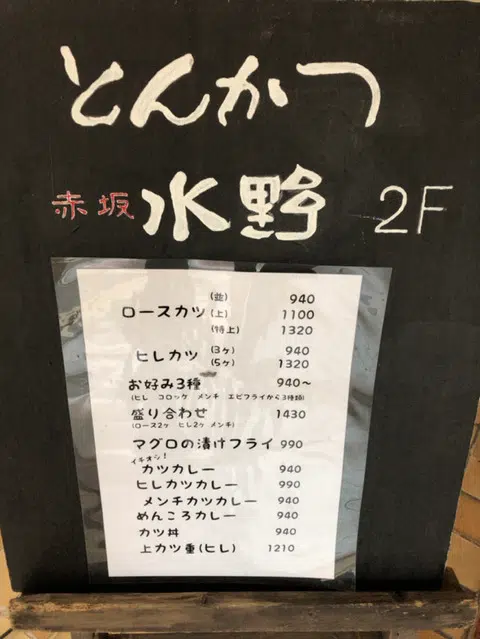 とんかつ
赤坂 水野 2F
ロースカツ (並) 940
(上) 1100
(特上) 1320
ヒレカツ (3ヶ) 940
(5ヶ) 1320
お好み3種 940〜
(ヒレ コロッケ メンチ エビフライから3種類)
盛り合わせ 1430
(ロース2ヶ ヒレ2ヶ メンチ)
マグロの漬けフライ 990
イチオシ!
カツカレー 940
ヒレカツカレー 990
メンチカツカレー 940
めんころカレー 940
カツ丼 940
上カツ重(ヒレ) 1210